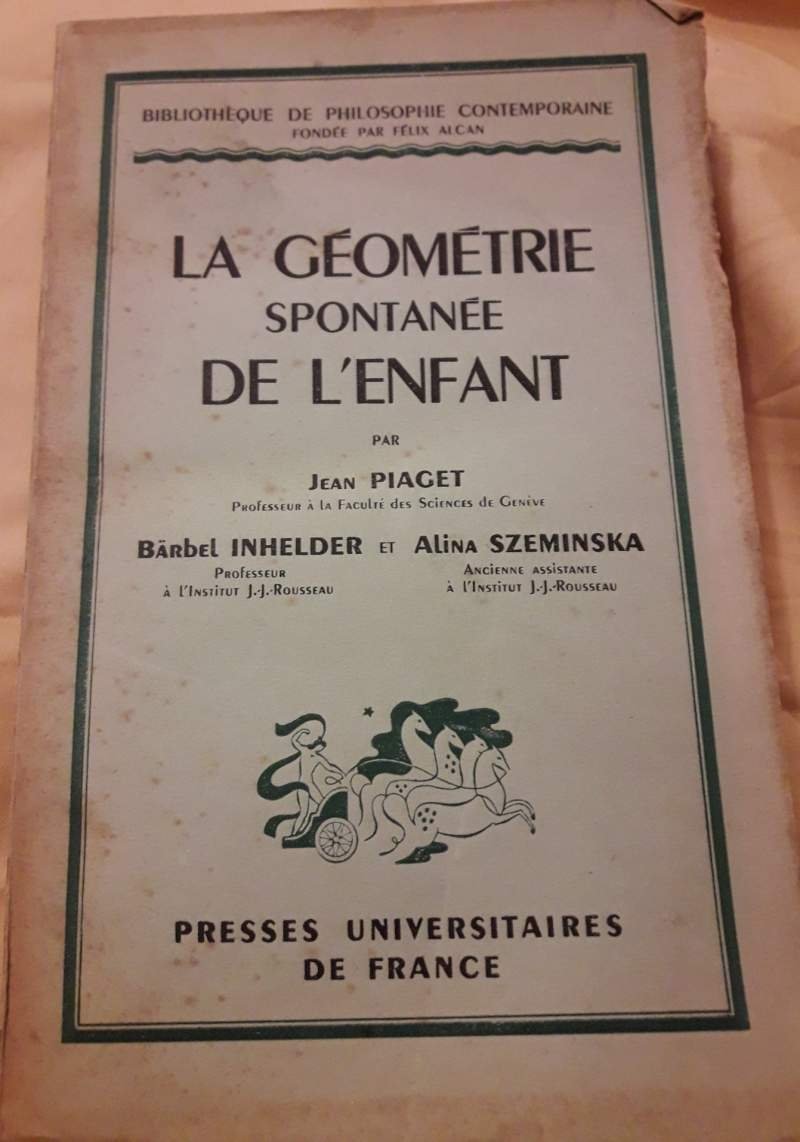 BIBLIOTHÈQUE DE PHILOSOPHIE CONTEMPORAINE
FONDÉE PAR FÉLIX ALCAN
LA GÉOMÉTRIE
SPONTANÉE
DE L'ENFANT
PAR
JEAN PIAGET
PROFESSEUR À LA FACULTÉ DES SCIENCES DE GENÈVE
BÄRBEL INHELDER ET ALINA SZEMINSKA
PROFESSEUR ANCIENNE ASSISTANTE
À L'INSTITUT J.-J.-ROUSSEAU À L'INSTITUT J.-J.-ROUSSEAU
PRESSES UNIVERSITAIRES
DE FRANCE